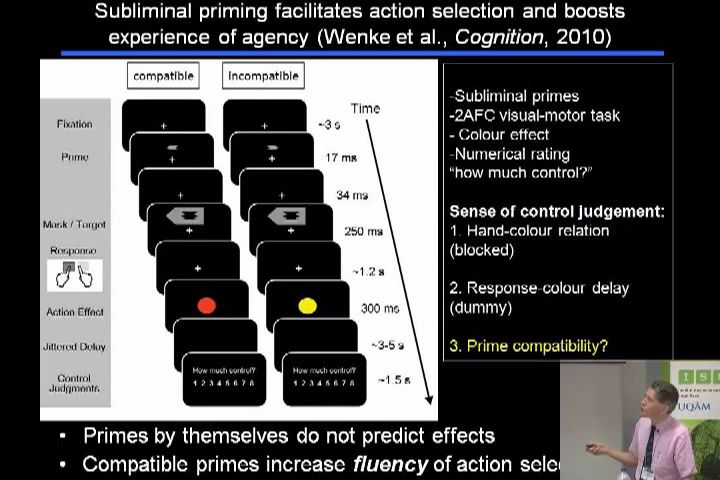 Subliminal priming facilitates action selection and boosts
experience of agency (Wenke et al., Cognition, 2010)
compatible
incompatible
Time
Fixation
~3 s
Prime
17 ms
34 ms
Mask / Target
250 ms
Response
~1.2 s
Action Effect
300 ms
Jittered Delay
~3-5 s
How much control?
1 2 3 4 5 6 7 8
How much control?
1 2 3 4 5 6 7 8
Control
~1.5 s
-Subliminal primes
-2AFC visual-motor task
- Colour effect
-Numerical rating
“how much control?”
Sense of control judgement:
1. Hand-colour relation
(blocked)
2. Response-colour delay
(dummy)
3. Prime compatibility?
UQÀM
• Primes by themselves do not predict effects
• Compatible primes increase fluency of action sele